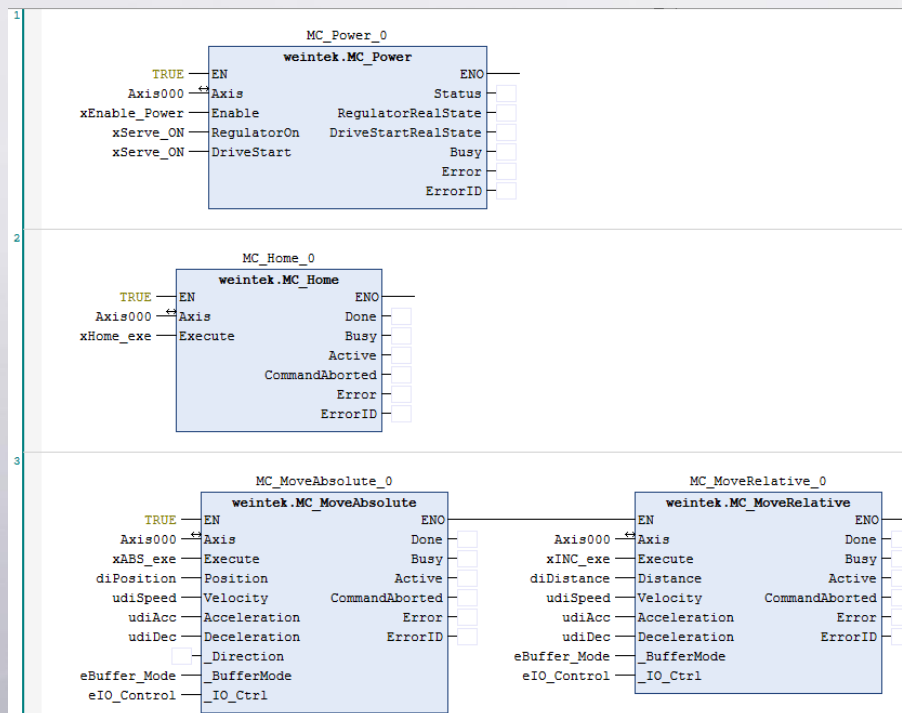 1
MC_Power_0
weintek.MC_Power
TRUE EN ENO
Axis000 Axis Status
xEnable_Power Enable RegulatorRealState
xServe_ON RegulatorOn DriveStartRealState
xServe_ON DriveStart Busy
Error
ErrorID
2
MC_Home_0
weintek.MC_Home
TRUE EN ENO
Axis000 Axis Done
xHome_exe Execute Busy
Active
CommandAborted
Error
ErrorID
3
MC_MoveAbsolute_0 MC_MoveRelative_0
weintek.MC_MoveAbsolute weintek.MC_MoveRelative
TRUE EN ENO EN ENO
Axis000 Axis Done Axis000 Axis Done
xABS_exe Execute Busy xINC_exe Execute Busy
diPosition Position Active diDistance Distance Active
udiSpeed Velocity CommandAborted udiSpeed Velocity CommandAborted
udiAcc Acceleration Error udiAcc Acceleration Error
udiDec Deceleration ErrorID udiDec Deceleration ErrorID
_Direction eBuffer_Mode _BufferMode
eBuffer_Mode _BufferMode eIO_Control _IO_Ctrl
eIO_Control _IO_Ctrl